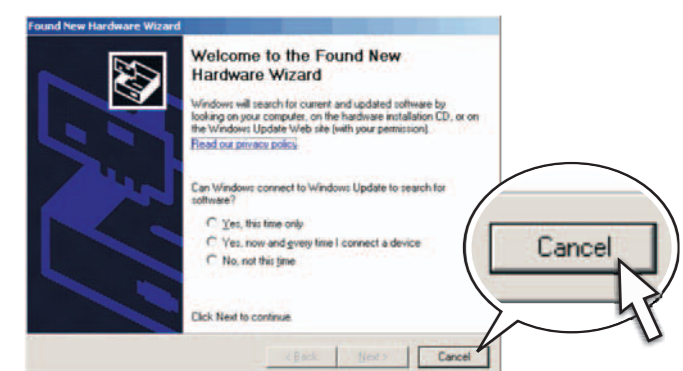 Found New Hardware Wizard
Welcome to the Found New
Hardware Wizard
Windows will search for current and updated software by
looking on your computer, on the hardware installation CD, or on
the Windows Update Web site (with your permission).
Read our privacy policy
Can Windows connect to Windows Update to search for
software?
Yes, this time only
Yes, now and every time I connect a device
No, not this time
Click Next to continue.
< Back
Next >
Cancel
Cancel